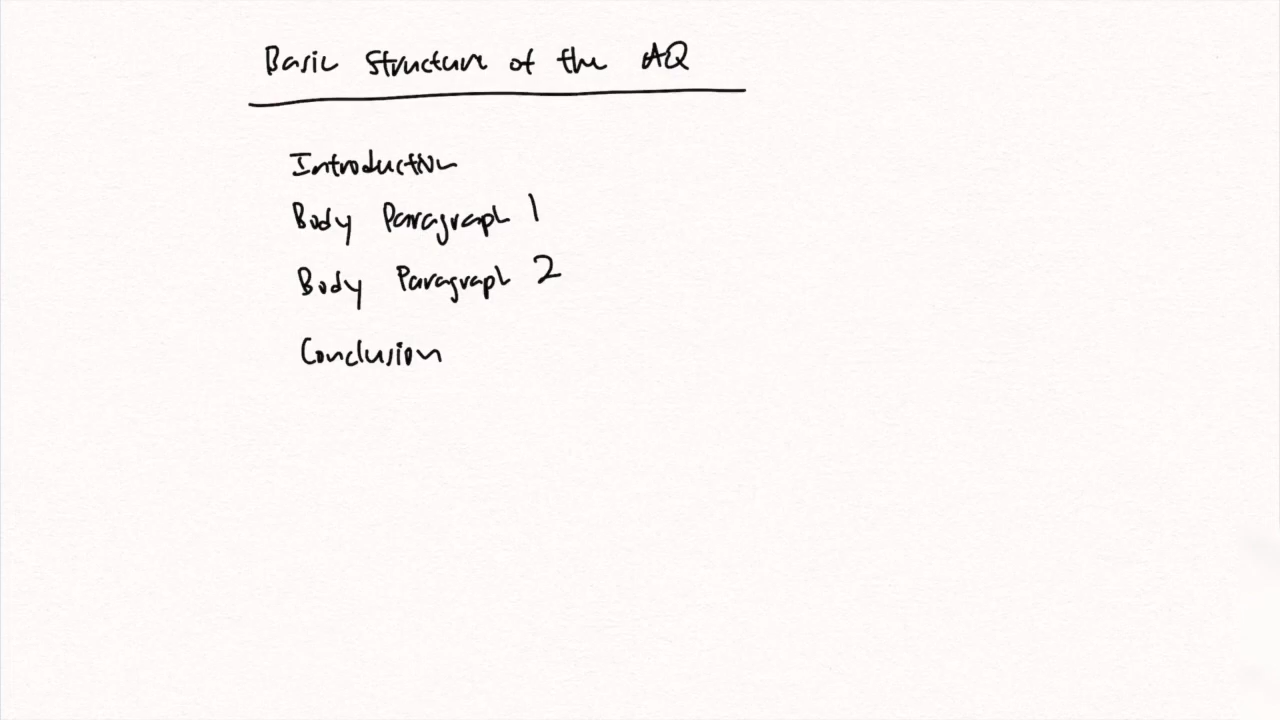 Basic Structure of the AQ
Introduction
Body Paragraph 1
Body Paragraph 2
Conclusion